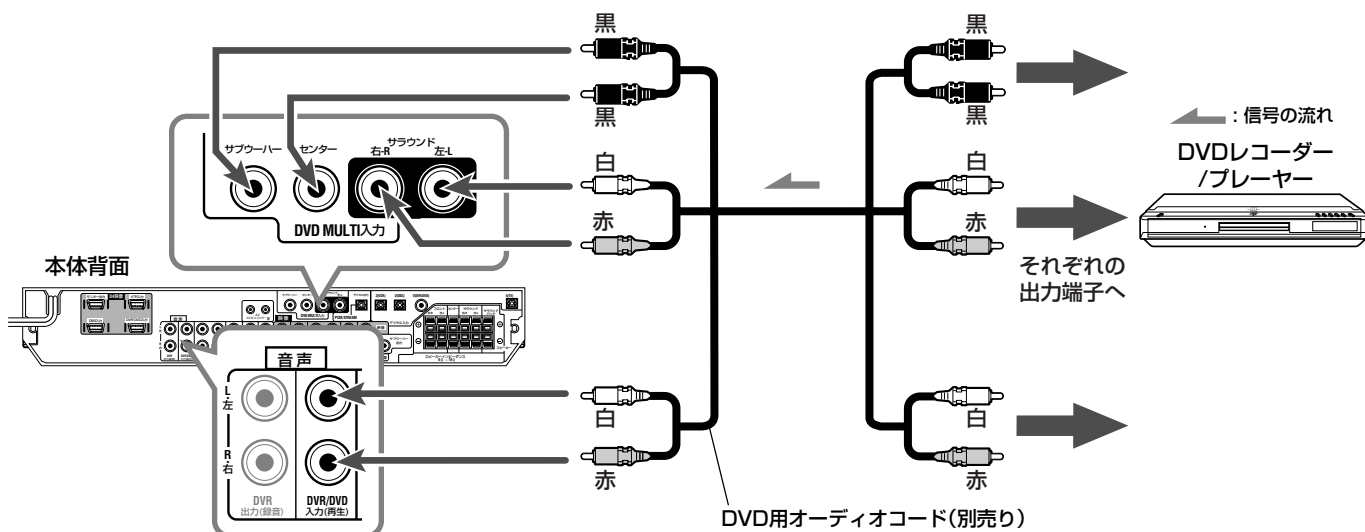 黒
黒
白
赤
白
赤
黒
黒
白
赤
白
赤
サブウーハー
センター
サラウンド
右-R
左-L
DVD MULTI入力
: 信号の流れ
DVDレコーダー
/プレーヤー
それぞれの
出力端子へ
本体背面
音声
L-左
R-右
DVR
出力(録音)
DVR/DVD
入力(再生)
DVD用オーディオコード(別売り)